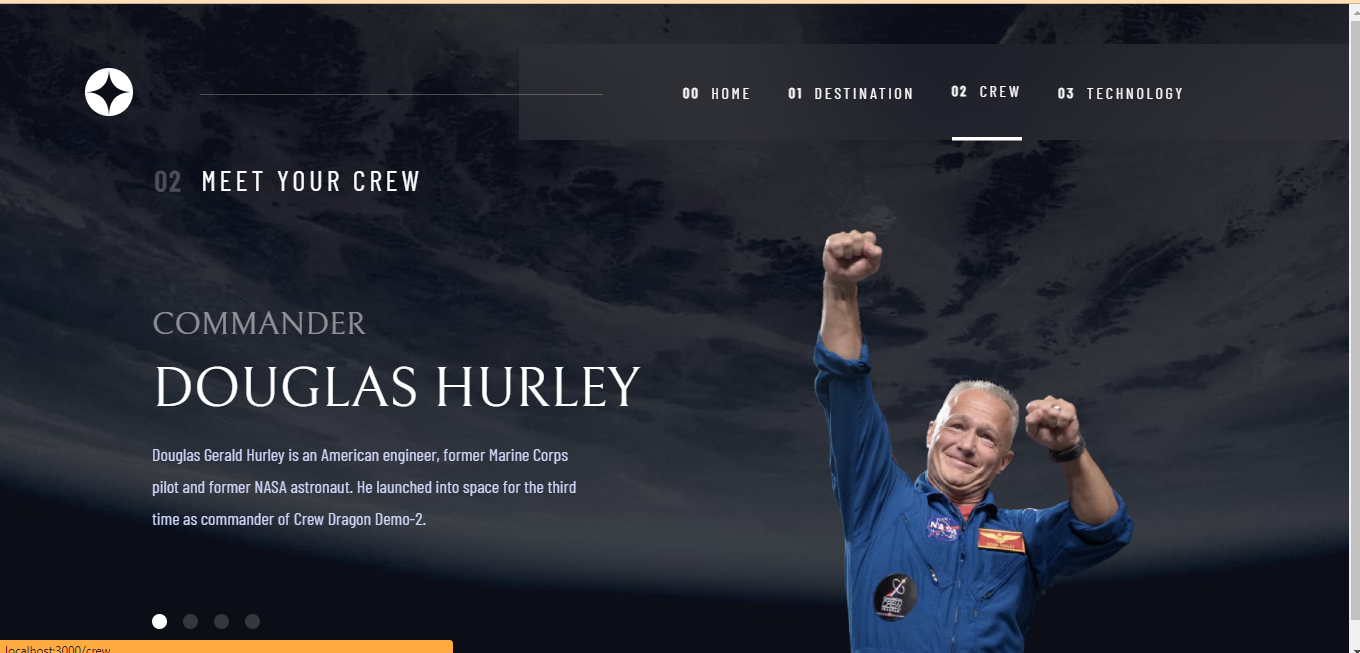 00 HOME 01 DESTINATION 02 CREW 03 TECHNOLOGY
02 MEET YOUR CREW
COMMANDER
DOUGLAS HURLEY
Douglas Gerald Hurley is an American engineer, former Marine Corps
pilot and former NASA astronaut. He launched into space for the third
time as commander of Crew Dragon Demo-2.
NASA
CREW
localhost:3000/crew